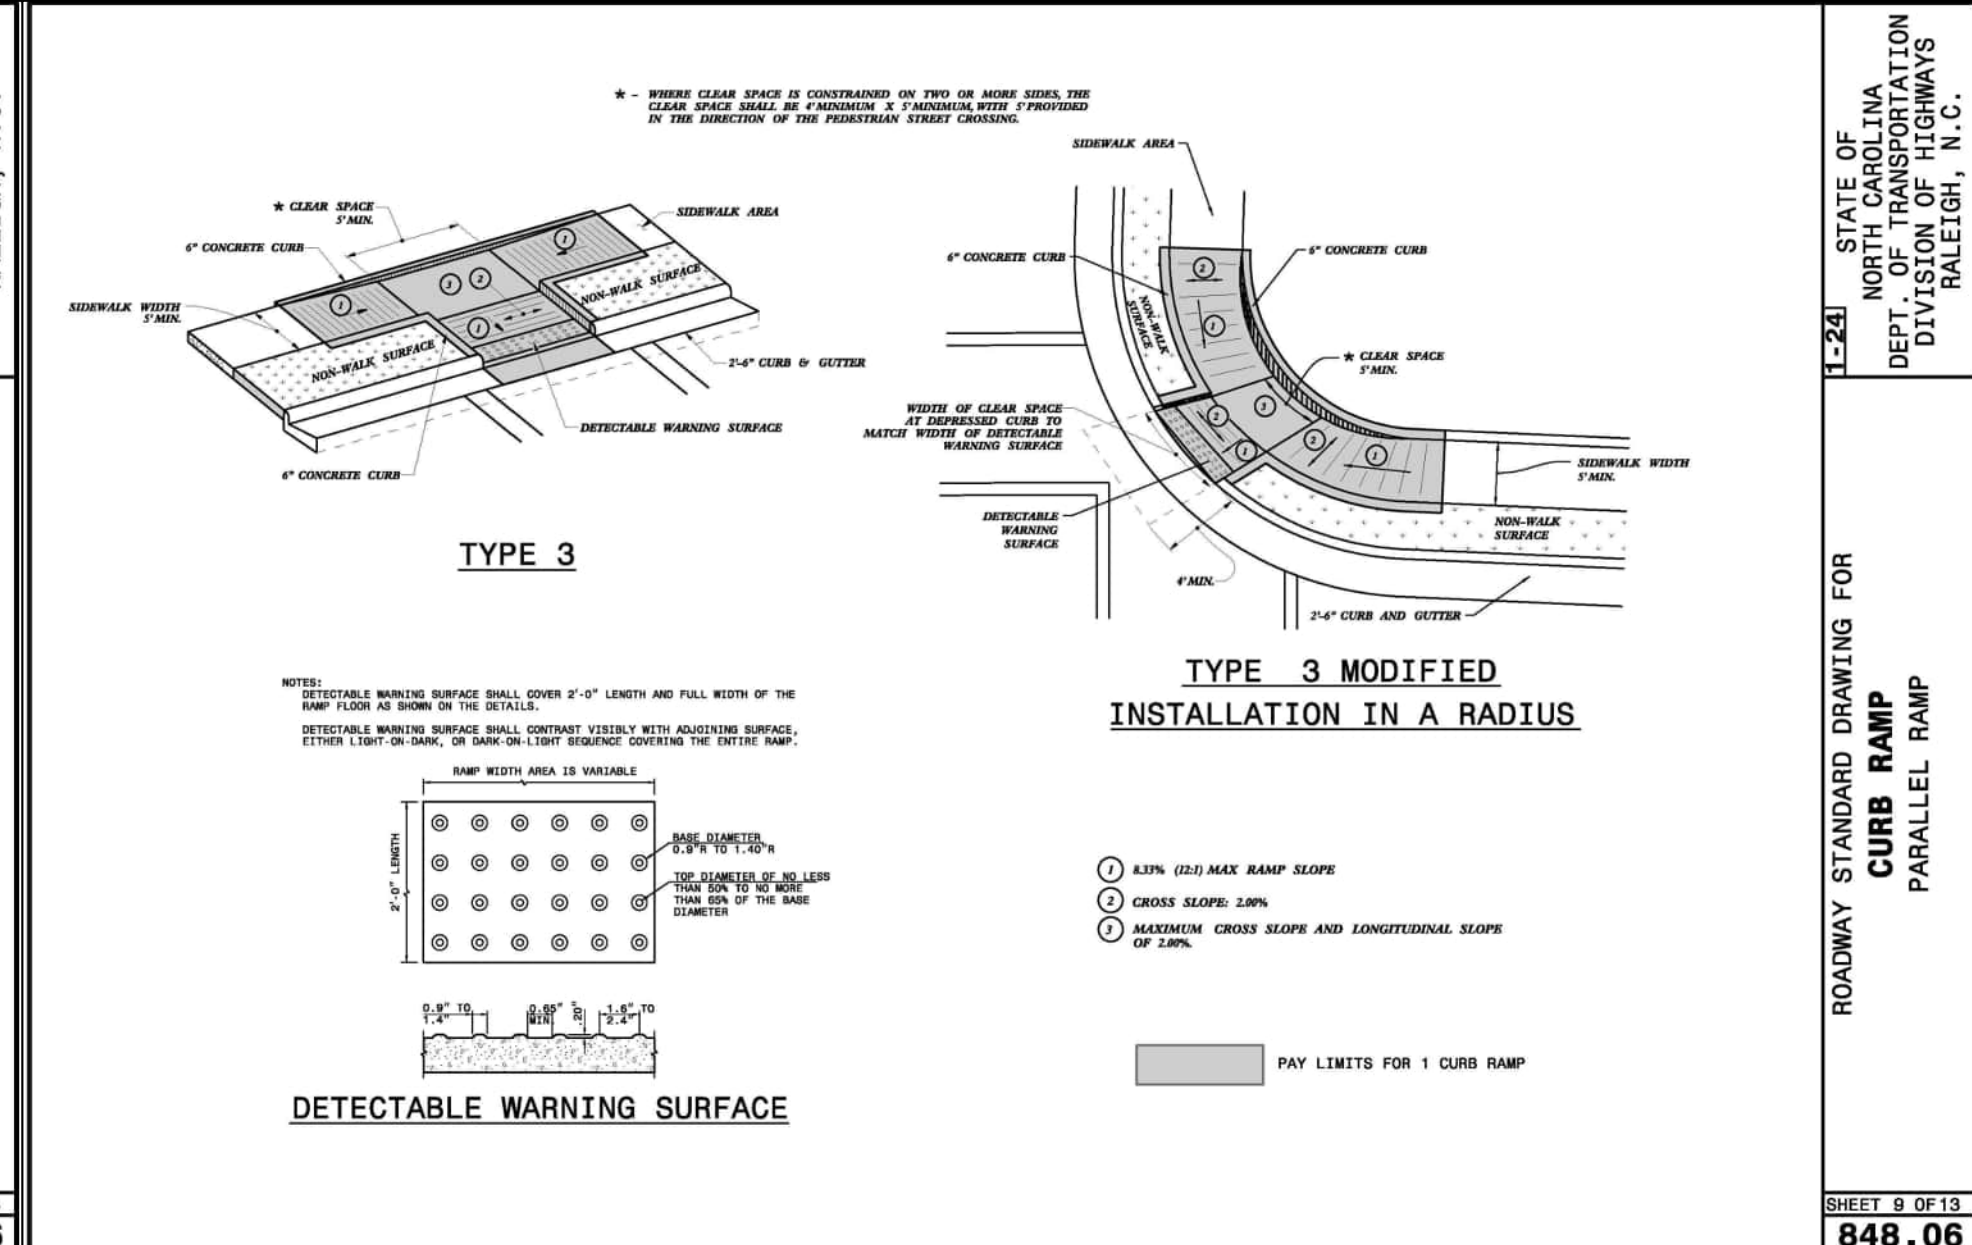 * - WHERE CLEAR SPACE IS CONSTRAINED ON TWO OR MORE SIDES, THE
CLEAR SPACE SHALL BE 4' MINIMUM X 5' MINIMUM, WITH 5' PROVIDED
IN THE DIRECTION OF THE PEDESTRIAN STREET CROSSING.
* CLEAR SPACE
5' MIN.
6" CONCRETE CURB
SIDEWALK WIDTH
5' MIN.
SIDEWALK AREA
1
3
2
1
1
NON-WALK SURFACE
NON-WALK SURFACE
2'-6" CURB & GUTTER
DETECTABLE WARNING SURFACE
6" CONCRETE CURB
TYPE 3
SIDEWALK AREA
6" CONCRETE CURB
6" CONCRETE CURB
2
1
NON-WALK
SURFACE
* CLEAR SPACE
5' MIN.
WIDTH OF CLEAR SPACE
AT DEPRESSED CURB TO
MATCH WIDTH OF DETECTABLE
WARNING SURFACE
2
3
1
2
1
SIDEWALK WIDTH
5' MIN.
DETECTABLE
WARNING
SURFACE
NON-WALK
SURFACE
4' MIN.
2'-6" CURB AND GUTTER
TYPE 3 MODIFIED
INSTALLATION IN A RADIUS
NOTES:
DETECTABLE WARNING SURFACE SHALL COVER 2'-0" LENGTH AND FULL WIDTH OF THE
RAMP FLOOR AS SHOWN ON THE DETAILS.
DETECTABLE WARNING SURFACE SHALL CONTRAST VISIBLY WITH ADJOINING SURFACE,
EITHER LIGHT-ON-DARK, OR DARK-ON-LIGHT SEQUENCE COVERING THE ENTIRE RAMP.
RAMP WIDTH AREA IS VARIABLE
2'-0" LENGTH
BASE DIAMETER
0.9"R TO 1.40"R
TOP DIAMETER OF NO LESS
THAN 50% TO NO MORE
THAN 65% OF THE BASE
DIAMETER
0.9" TO
1.4"
0.65"
MIN.
.20"
1.6" TO
2.4"
DETECTABLE WARNING SURFACE
1 8.33% (12:1) MAX RAMP SLOPE
2 CROSS SLOPE: 2.00%
3 MAXIMUM CROSS SLOPE AND LONGITUDINAL SLOPE
OF 2.00%.
PAY LIMITS FOR 1 CURB RAMP
1-24
STATE OF
NORTH CAROLINA
DEPT. OF TRANSPORTATION
DIVISION OF HIGHWAYS
RALEIGH, N.C.
ROADWAY STANDARD DRAWING FOR
CURB RAMP
PARALLEL RAMP
SHEET 9 OF 13
848.06